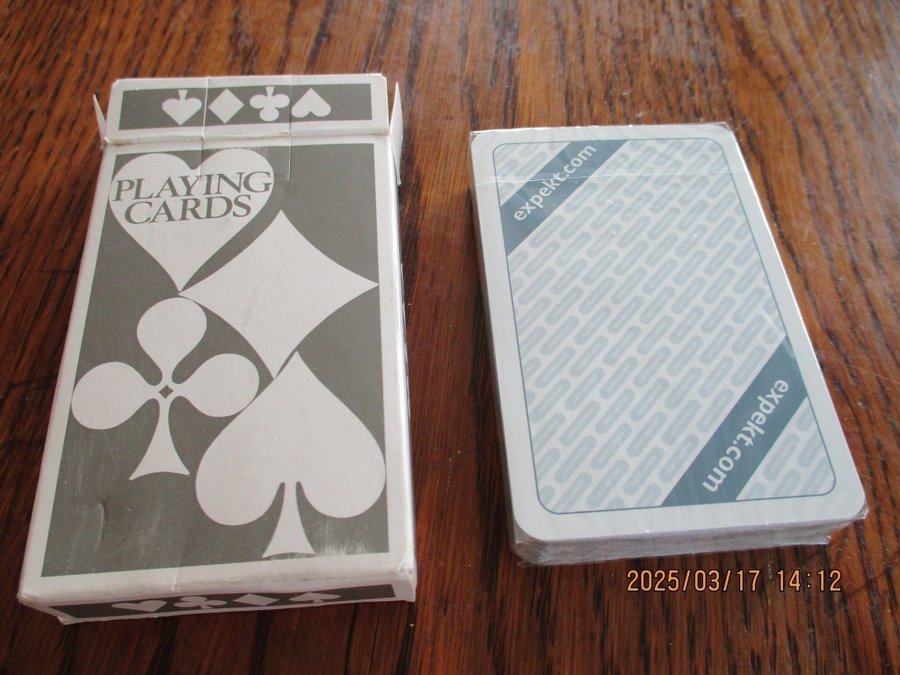 PLAYING
CARDS
expekt.com
expekt.com
2025/03/17 14:12